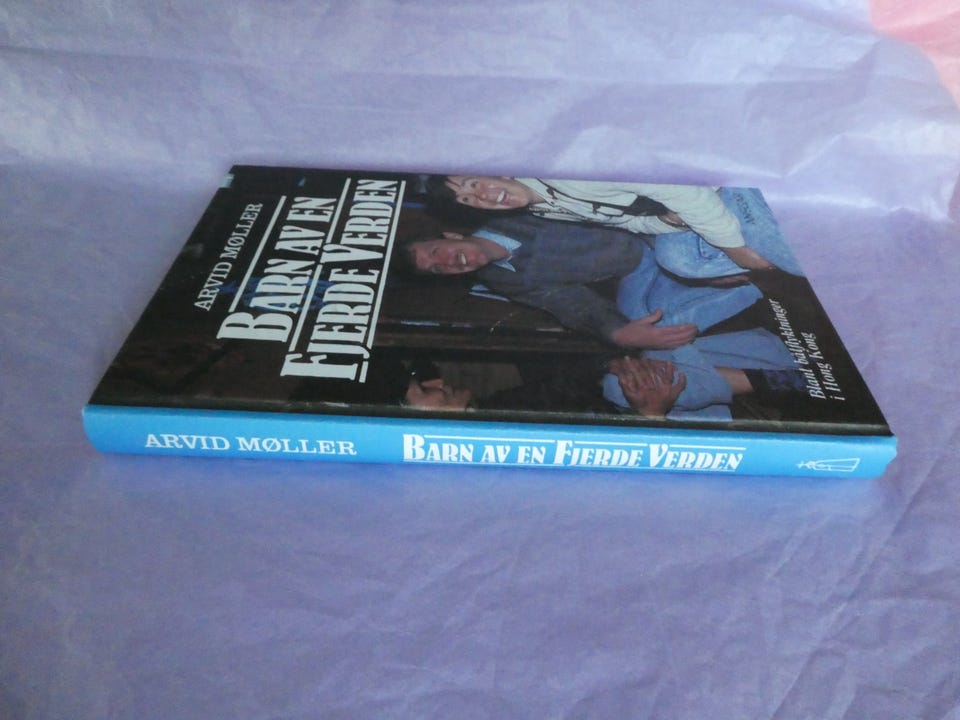 ARVID MØLLER
BARN AV EN
FJERDE VERDEN
Blant båtflyktninger
i Hong Kong
ARVID MØLLER BARN AV EN FJERDE VERDEN